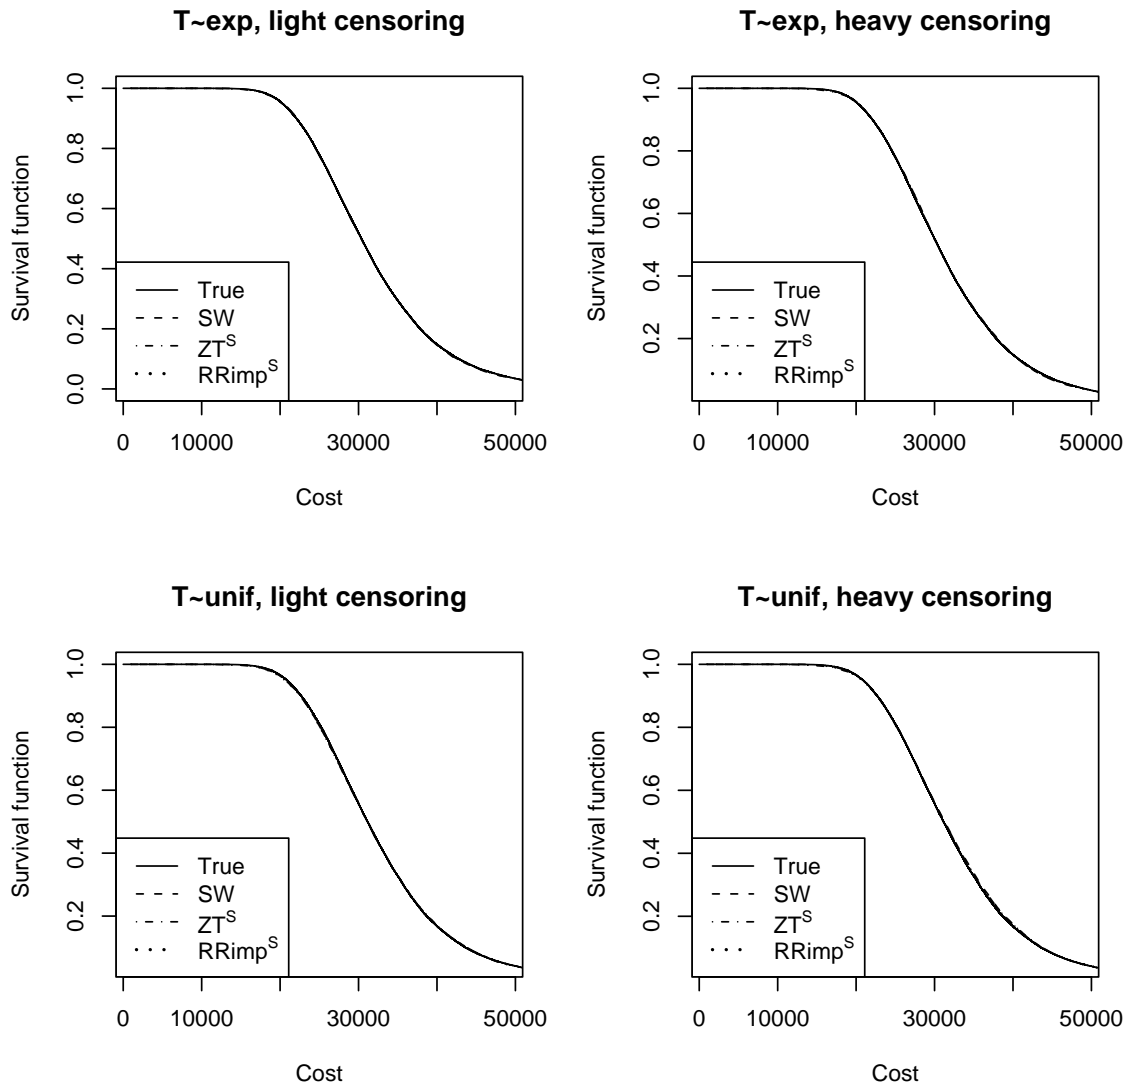 T~exp, light censoring
Survival function
1.0
0.8
0.6
0.4
0.2
0.0
True
SW
ZT^S
RRimp^S
0 10000 30000 50000
Cost
T~exp, heavy censoring
Survival function
1.0
0.8
0.6
0.4
0.2
True
SW
ZT^S
RRimp^S
0 10000 30000 50000
Cost
T~unif, light censoring
Survival function
1.0
0.8
0.6
0.4
0.2
True
SW
ZT^S
RRimp^S
0 10000 30000 50000
Cost
T~unif, heavy censoring
Survival function
1.0
0.8
0.6
0.4
0.2
True
SW
ZT^S
RRimp^S
0 10000 30000 50000
Cost